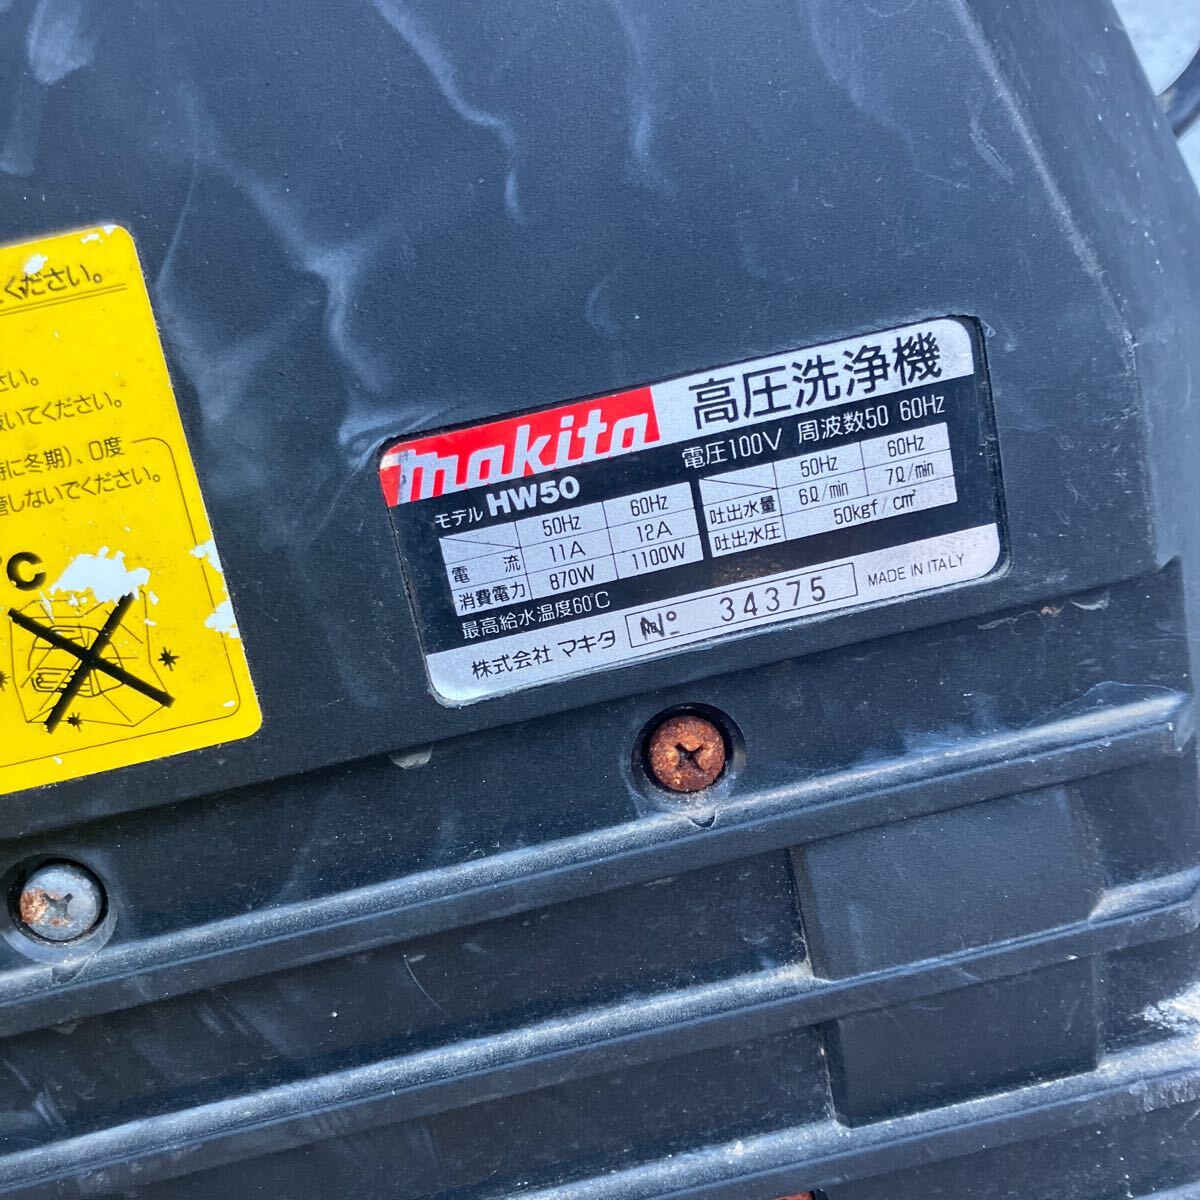 ください。
さい。
いてください。
に冬期)、0度
しないでください。
℃
makita 高圧洗浄機
モデル HW50 電圧100V 周波数50 60Hz
50Hz 60Hz
電流 11A 12A
消費電力 870W 1100W
50Hz 60Hz
吐出水量 6ℓ/min 7ℓ/min
吐出水圧 50kgf/cm²
最高給水温度60℃
株式会社 マキタ № 34375 MADE IN ITALY